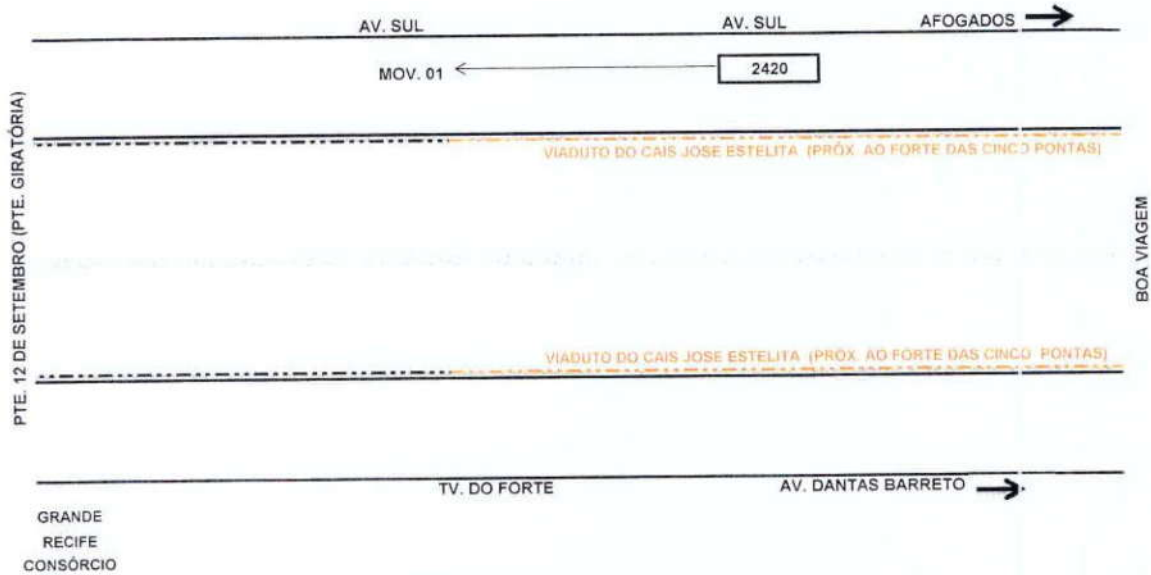 AV. SUL
AV. SUL
AFOGADOS
MOV. 01
2420
PTE. 12 DE SETEMBRO (PTE. GIRATÓRIA)
VIADUTO DO CAIS JOSE ESTELITA (PRÓX. AO FORTE DAS CINCO PONTAS)
BOA VIAGEM
VIADUTO DO CAIS JOSE ESTELITA (PRÓX. AO FORTE DAS CINCO PONTAS)
TV. DO FORTE
AV. DANTAS BARRETO
GRANDE
RECIFE
CONSÓRCIO